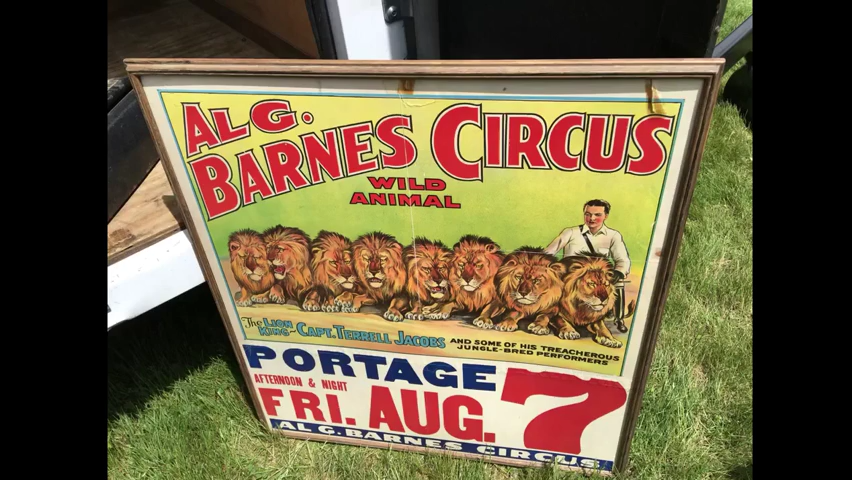 AL G.
BARNES CIRCUS
WILD
ANIMAL
The LION KING - CAPT. TERRELL JACOBS AND SOME OF HIS TREACHEROUS
JUNGLE-BRED PERFORMERS
PORTAGE
AFTERNOON & NIGHT
FRI. AUG. 7
AL G. BARNES CIRCUS